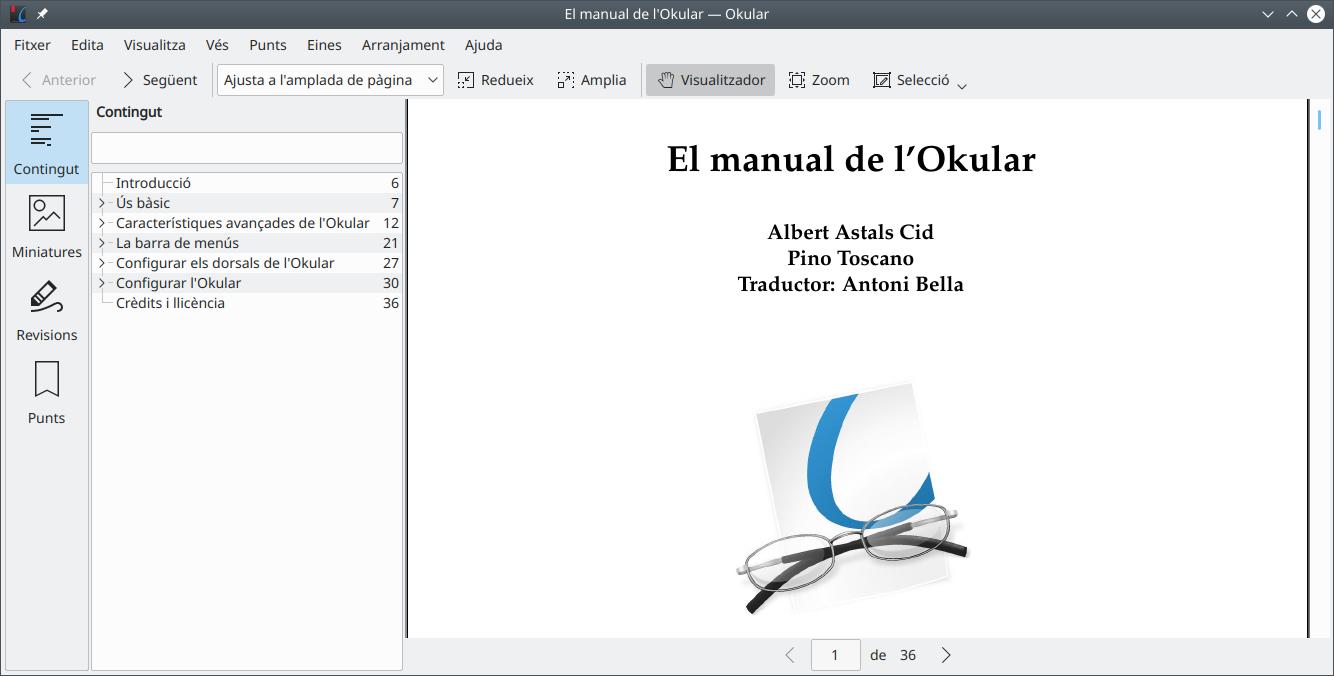 El manual de l'Okular — Okular
Fitxer Edita Visualitza Vés Punts Eines Arranjament Ajuda
Anterior Següent Ajusta a l'amplada de pàgina Redueix Amplia Visualitzador Zoom Selecció
Contingut
Miniatures
Revisions
Punts
Contingut
Introducció 6
Ús bàsic 7
Característiques avançades de l'Okular 12
La barra de menús 21
Configurar els dorsals de l'Okular 27
Configurar l'Okular 30
Crèdits i llicència 36
El manual de l’Okular
Albert Astals Cid
Pino Toscano
Traductor: Antoni Bella
1 de 36